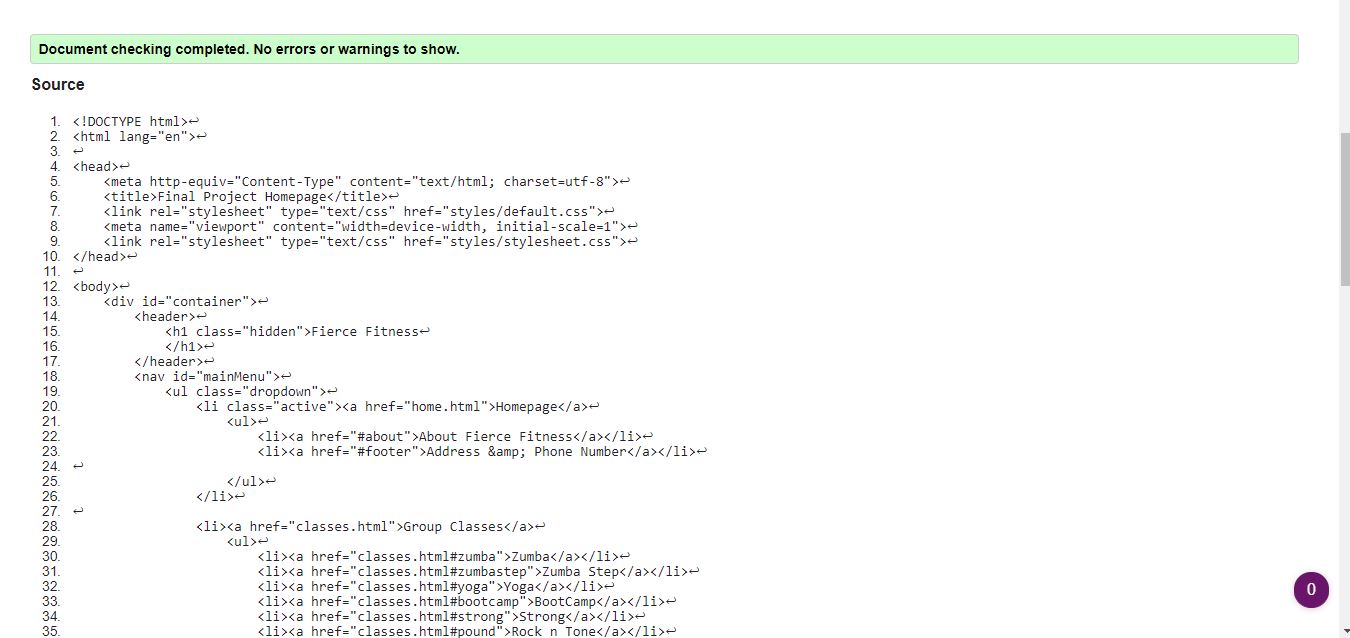 Document checking completed. No errors or warnings to show.
Source
1. <!DOCTYPE html>↩
2. <html lang="en">↩
3. ↩
4. <head>↩
5. <meta http-equiv="Content-Type" content="text/html; charset=utf-8">↩
6. <title>Final Project Homepage</title>↩
7. <link rel="stylesheet" type="text/css" href="styles/default.css">↩
8. <meta name="viewport" content="width=device-width, initial-scale=1">↩
9. <link rel="stylesheet" type="text/css" href="styles/stylesheet.css">↩
10. </head>↩
11. ↩
12. <body>↩
13. <div id="container">↩
14. <header>↩
15. <h1 class="hidden">Fierce Fitness↩
16. </h1>↩
17. </header>↩
18. <nav id="mainMenu">↩
19. <ul class="dropdown">↩
20. <li class="active"><a href="home.html">Homepage</a>↩
21. <ul>↩
22. <li><a href="#about">About Fierce Fitness</a></li>↩
23. <li><a href="#footer">Address &amp; Phone Number</a></li>↩
24. ↩
25. </ul>↩
26. </li>↩
27. ↩
28. <li><a href="classes.html">Group Classes</a>↩
29. <ul>↩
30. <li><a href="classes.html#zumba">Zumba</a></li>↩
31. <li><a href="classes.html#zumbastep">Zumba Step</a></li>↩
32. <li><a href="classes.html#yoga">Yoga</a></li>↩
33. <li><a href="classes.html#bootcamp">BootCamp</a></li>↩
34. <li><a href="classes.html#strong">Strong</a></li>↩
35. <li><a href="classes.html#pound">Rock n Tone</a></li>↩
0